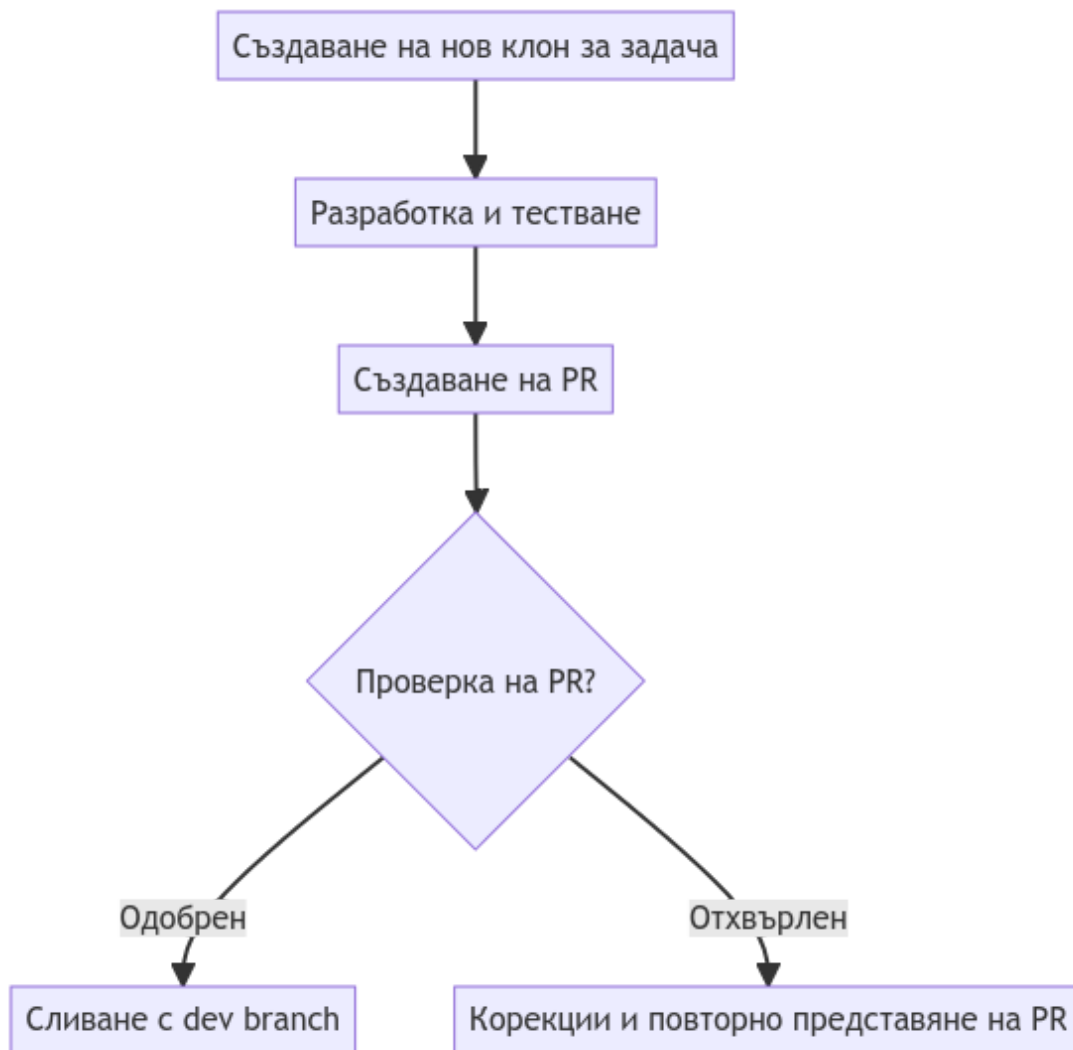 Създаване на нов клон за задача
Разработка и тестване
Създаване на PR
Проверка на PR?
Одобрен
Отхвърлен
Сливане с dev branch
Корекции и повторно представяне на PR